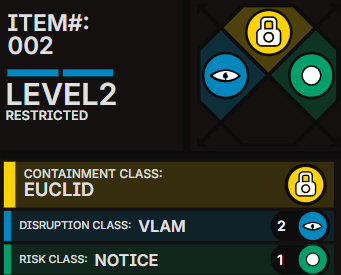 ITEM#:
002
LEVEL2
RESTRICTED
CONTAINMENT CLASS:
EUCLID
DISRUPTION CLASS: VLAM 2
RISK CLASS: NOTICE 1